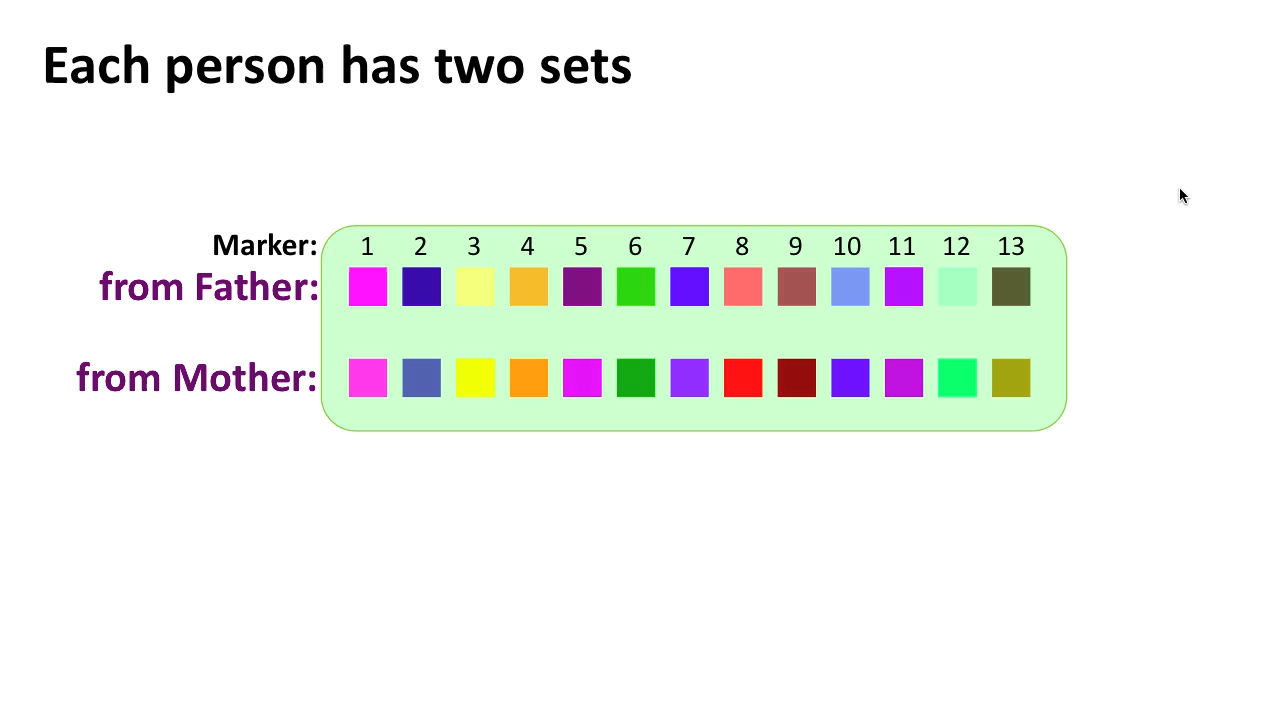 Each person has two sets
Marker: 1 2 3 4 5 6 7 8 9 10 11 12 13
from Father:
from Mother: